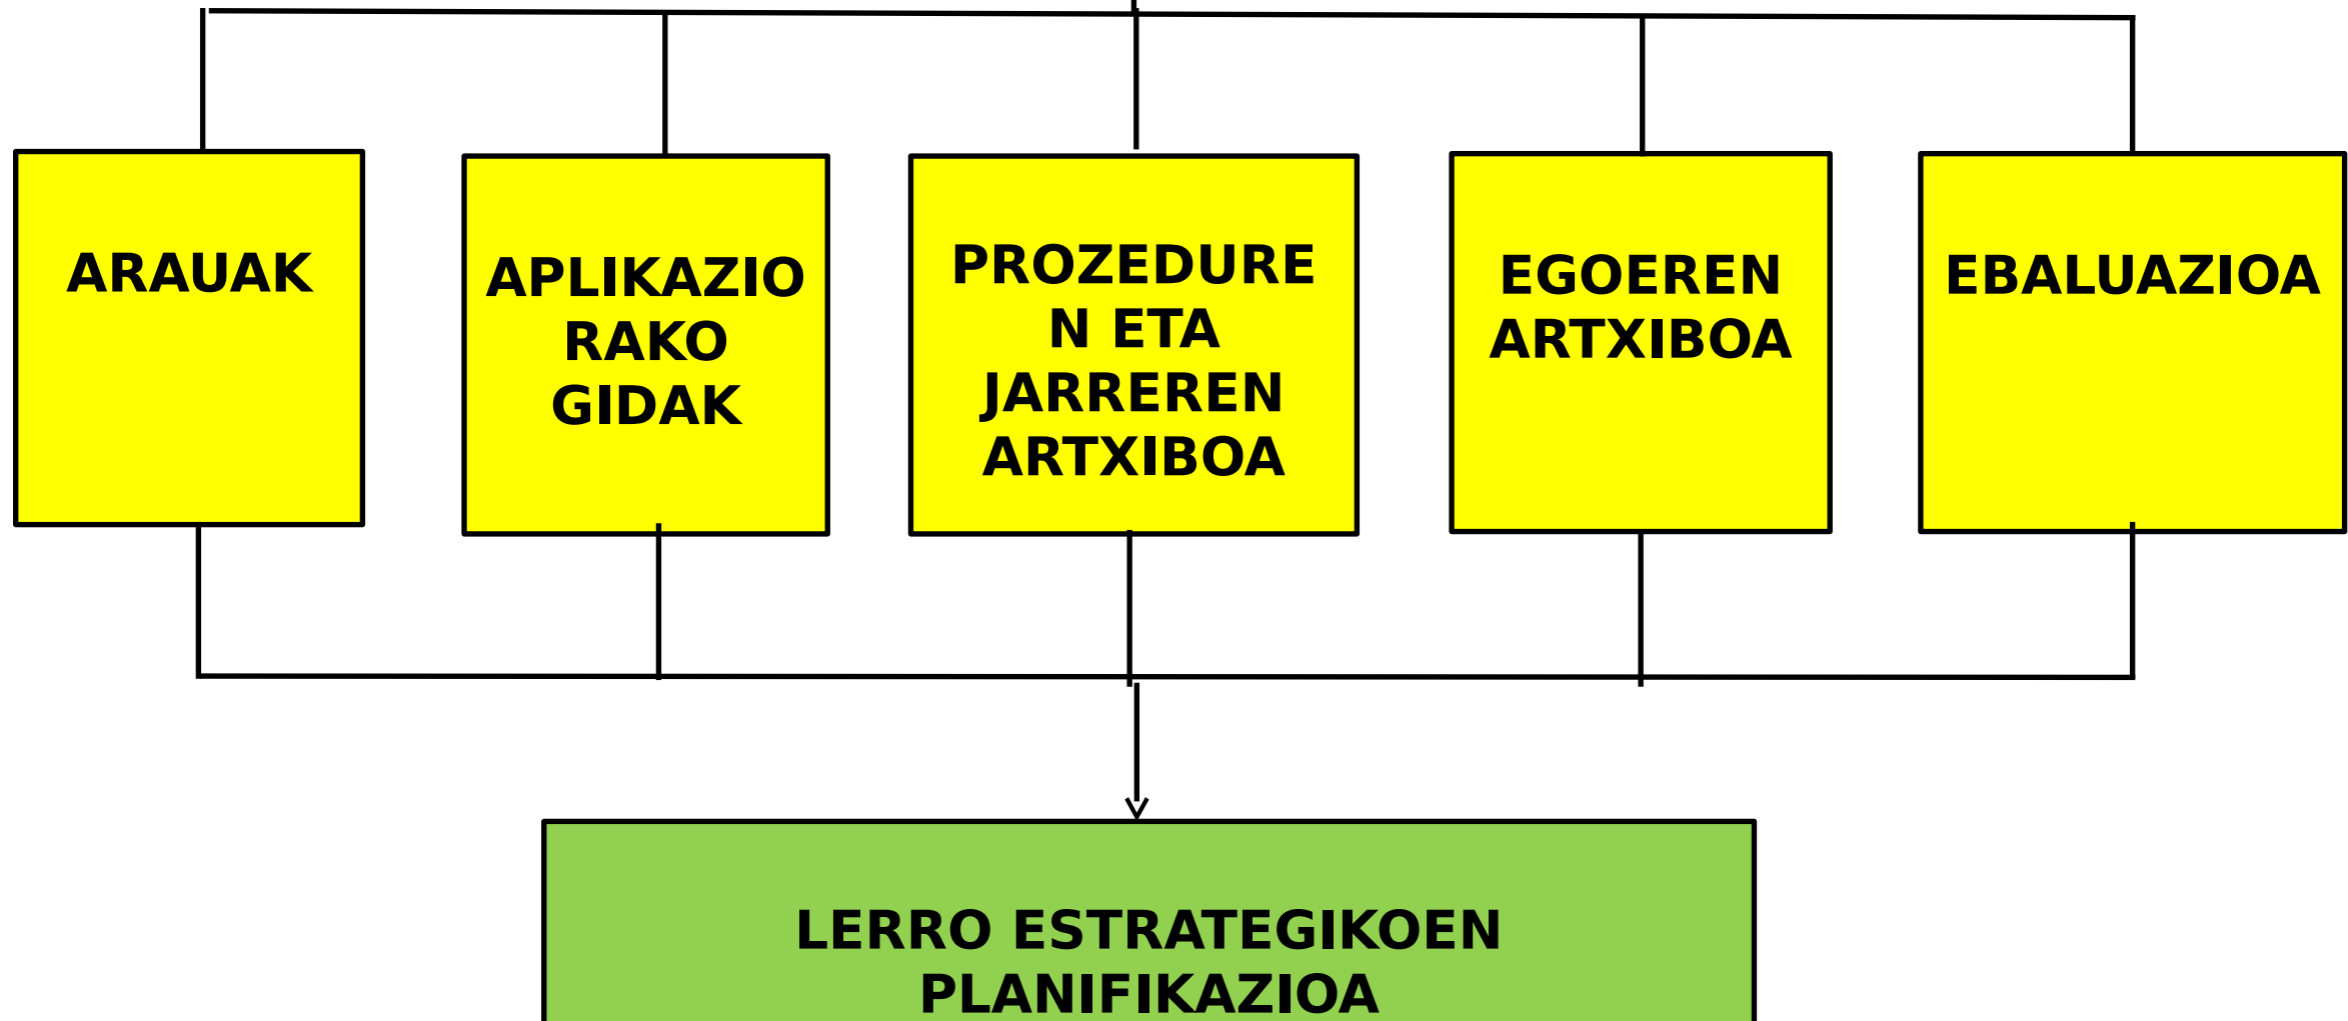 ARAUAK
APLIKAZIO
RAKO
GIDAK
PROZEDURE
N ETA
JARREREN
ARTXIBOA
EGOEREN
ARTXIBOA
EBALUAZIOA
LERRO ESTRATEGIKOEN
PLANIFIKAZIOA